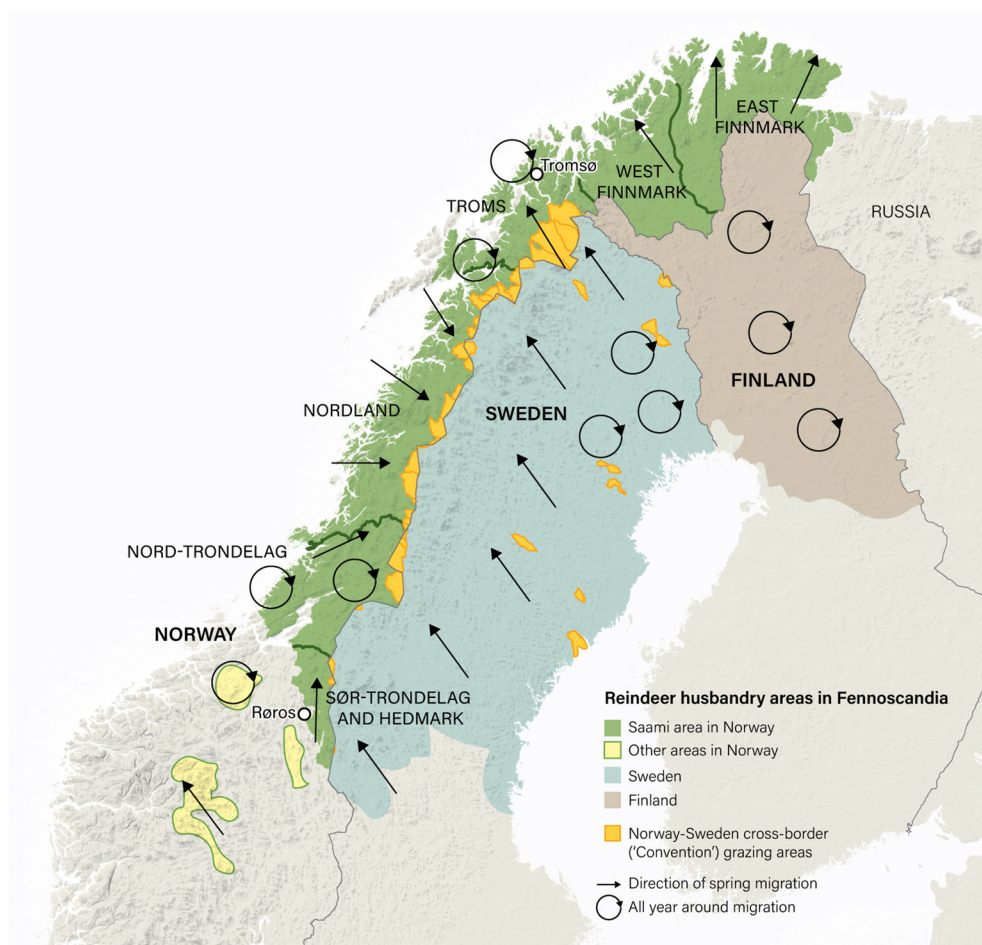 EAST
FINNMARK
Tromsø
WEST
FINNMARK
TROMS
RUSSIA
FINLAND
NORDLAND
SWEDEN
NORD-TRONDELAG
NORWAY
Røros
SØR-TRONDELAG
AND HEDMARK
Reindeer husbandry areas in Fennoscandia
Saami area in Norway
Other areas in Norway
Sweden
Finland
Norway-Sweden cross-border
('Convention') grazing areas
Direction of spring migration
All year around migration